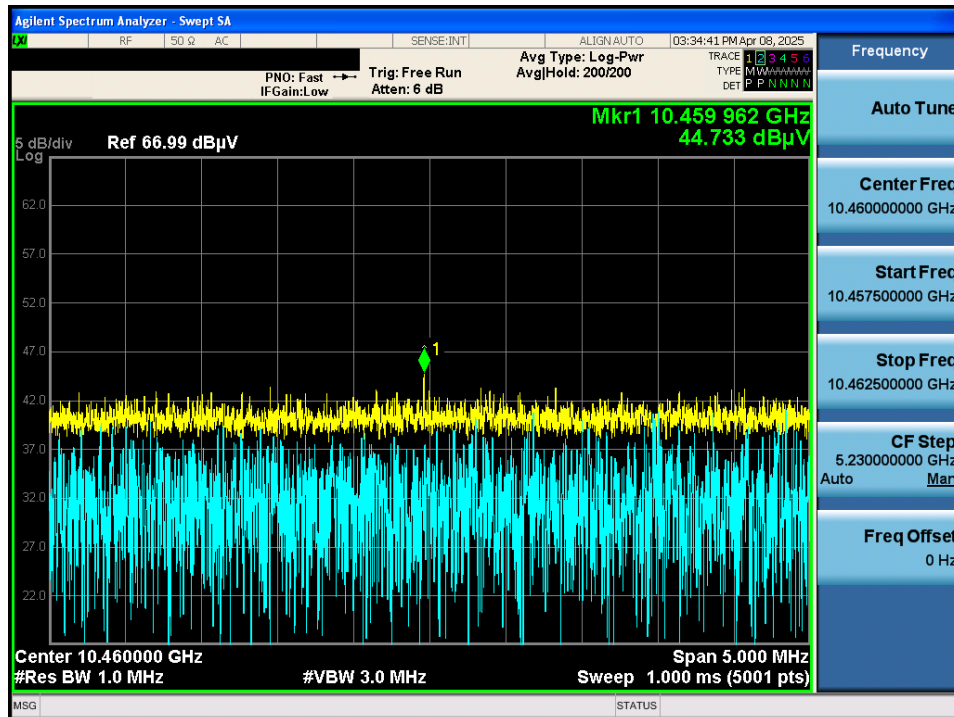 Agilent Spectrum Analyzer - Swept SA
LXI RF 50 Ω AC SENSE:INT ALIGN AUTO 03:34:41 PM Apr 08, 2025
Frequency
PNO: Fast
IFGain:Low
Trig: Free Run
Atten: 6 dB
Avg Type: Log-Pwr
Avg|Hold: 200/200
TRACE 1 2 3 4 5 6
TYPE M W W W W W
DET P P N N N N
Mkr1 10.459 962 GHz
44.733 dBµV
5 dB/div
Log
Ref 66.99 dBµV
62.0
57.0
52.0
47.0
42.0
37.0
32.0
27.0
22.0
1
Center 10.460000 GHz
Span 5.000 MHz
#Res BW 1.0 MHz
#VBW 3.0 MHz
Sweep 1.000 ms (5001 pts)
Auto Tune
Center Freq
10.460000000 GHz
Start Freq
10.457500000 GHz
Stop Freq
10.462500000 GHz
CF Step
5.230000000 GHz
Auto Man
Freq Offset
0 Hz
MSG
STATUS